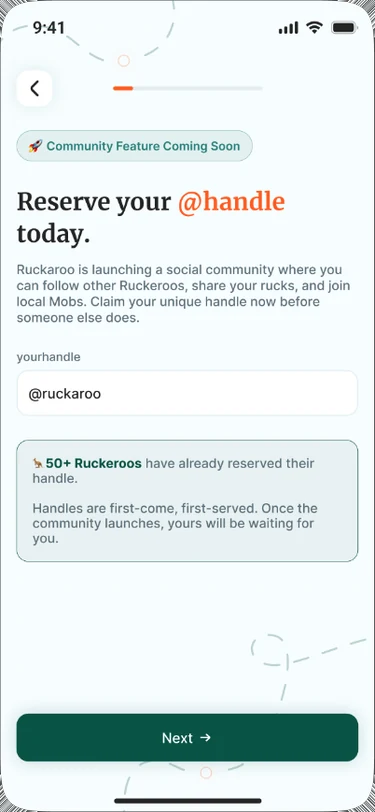 9:41
🚀 Community Feature Coming Soon
Reserve your @handle
today.
Ruckaroo is launching a social community where you
can follow other Ruckeroos, share your rucks, and join
local Mobs. Claim your unique handle now before
someone else does.
yourhandle
@ruckaroo
🦘50+ Ruckeroos have already reserved their
handle.
Handles are first-come, first-served. Once the
community launches, yours will be waiting for
you.
Next →